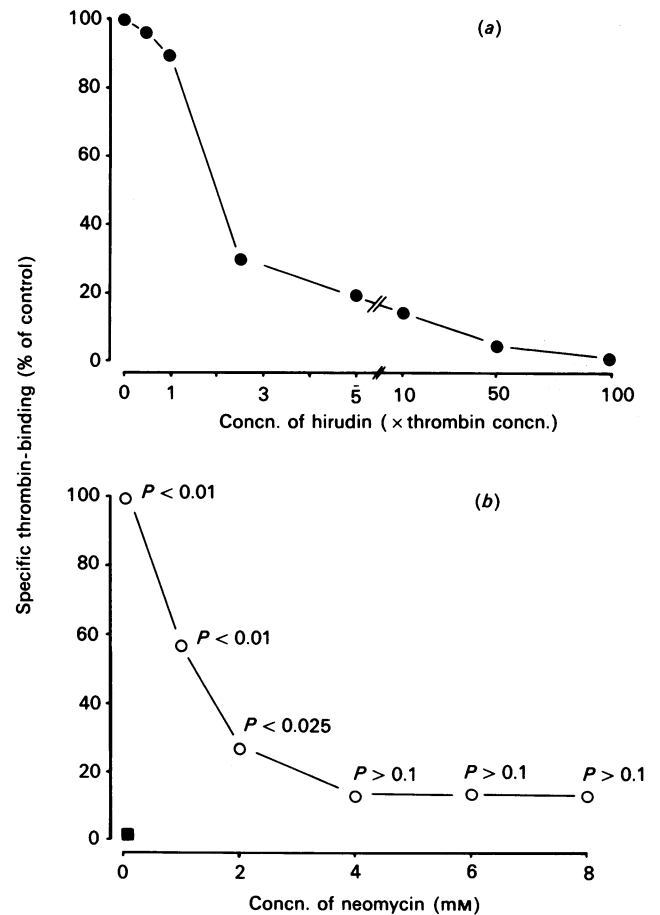 (a)
100
80
60
40
20
0
0 1 3 5 10 50 100
Concn. of hirudin (×thrombin concn.)
Specific thrombin-binding (% of control)
(b)
100
80
60
40
20
0
P < 0.01
P < 0.01
P < 0.025
P > 0.1 P > 0.1 P > 0.1
0 2 4 6 8
Concn. of neomycin (mM)